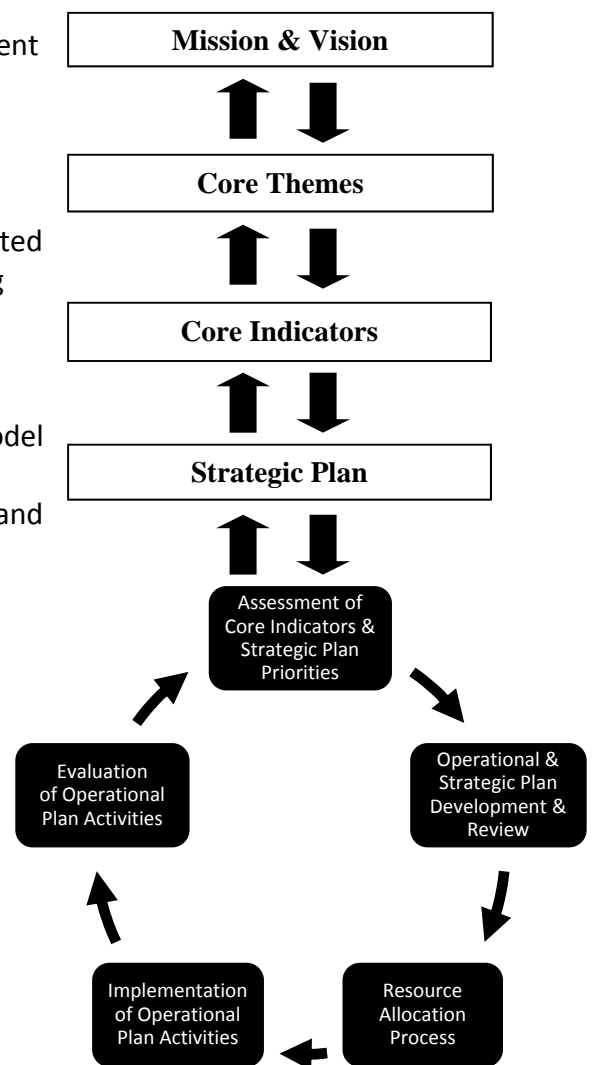 ent
ted
g
odel
and
Mission & Vision
Core Themes
Core Indicators
Strategic Plan
Assessment of
Core Indicators &
Strategic Plan
Priorities
Operational &
Strategic Plan
Development &
Review
Resource
Allocation
Process
Implementation
of Operational
Plan Activities
Evaluation
of Operational
Plan Activities